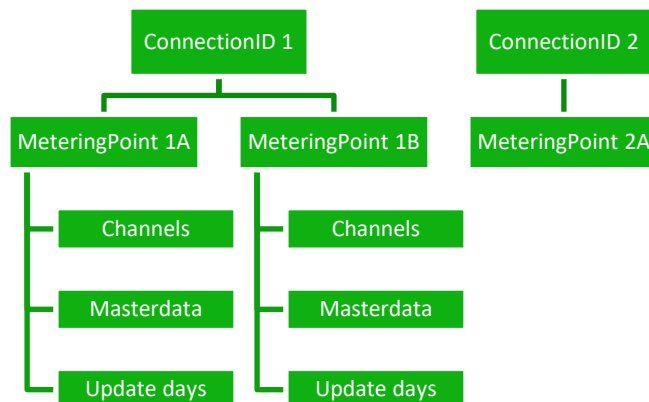 ConnectionID 1
ConnectionID 2
MeteringPoint 1A
MeteringPoint 1B
MeteringPoint 2A
Channels
Channels
Masterdata
Masterdata
Update days
Update days